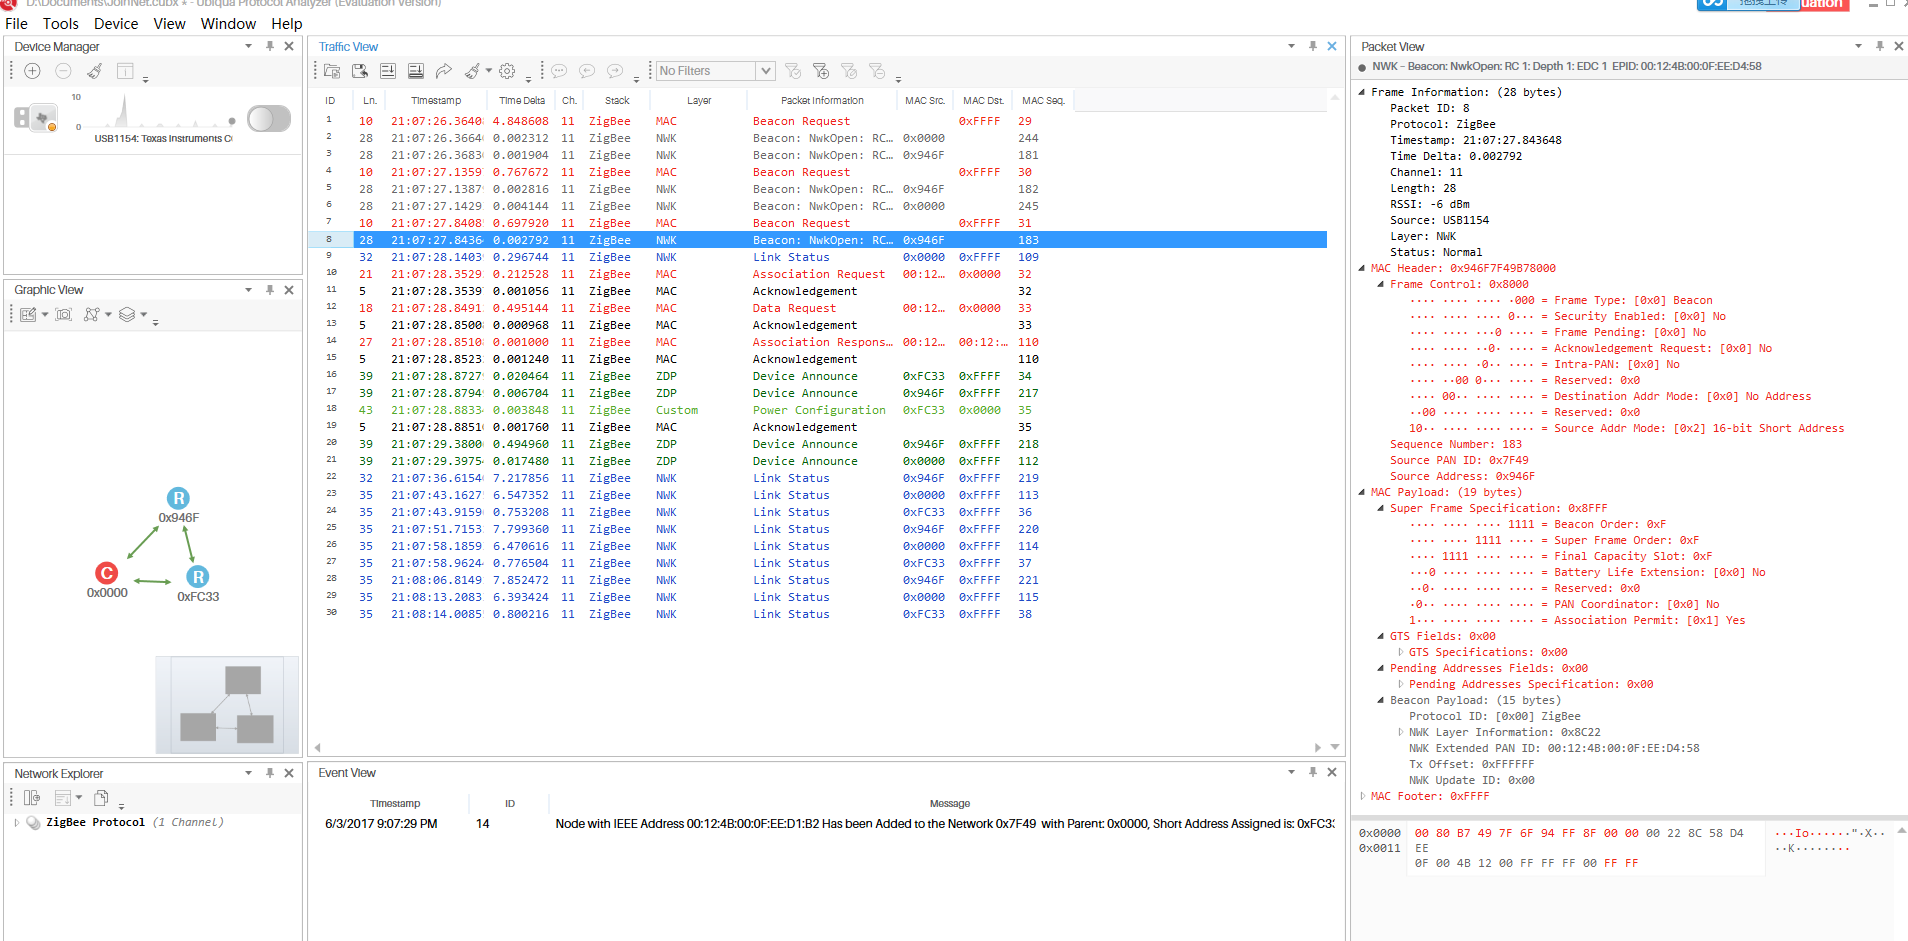 D:\Documents\JoinNet.cubx * - Ubiqua Protocol Analyzer (Evaluation Version)
File Tools Device View Window Help
Device Manager
10
0
USB1154: Texas Instruments C
Graphic View
R
0x946F
C
0x0000
R
0xFC33
Network Explorer
ZigBee Protocol (1 Channel)
Traffic View
No Filters
ID Ln. Timestamp Time Delta Ch. Stack Layer Packet Information MAC Src. MAC Dst. MAC Seq.
1 10 21:07:26.36408 4.848608 11 ZigBee MAC Beacon Request 0xFFFF 29
2 28 21:07:26.36640 0.002312 11 ZigBee NWK Beacon: NwkOpen: RC... 0x0000 244
3 28 21:07:26.36830 0.001904 11 ZigBee NWK Beacon: NwkOpen: RC... 0x946F 181
4 10 21:07:27.13597 0.767672 11 ZigBee MAC Beacon Request 0xFFFF 30
5 28 21:07:27.13879 0.002816 11 ZigBee NWK Beacon: NwkOpen: RC... 0x946F 182
6 28 21:07:27.1429 0.004144 11 ZigBee NWK Beacon: NwkOpen: RC... 0x0000 245
7 10 21:07:27.8408 0.697920 11 ZigBee MAC Beacon Request 0xFFFF 31
8 28 21:07:27.84364 0.002792 11 ZigBee NWK Beacon: NwkOpen: RC... 0x946F 183
9 32 21:07:28.14039 0.296744 11 ZigBee NWK Link Status 0x0000 0xFFFF 109
10 21 21:07:28.3529 0.212528 11 ZigBee MAC Association Request 00:12... 0x0000 32
11 5 21:07:28.35397 0.001056 11 ZigBee MAC Acknowledgement 32
12 18 21:07:28.8491 0.495144 11 ZigBee MAC Data Request 00:12... 0x0000 33
13 5 21:07:28.85008 0.000968 11 ZigBee MAC Acknowledgement 33
14 27 21:07:28.85108 0.001000 11 ZigBee MAC Association Respons... 00:12... 00:12:... 110
15 5 21:07:28.8523 0.001240 11 ZigBee MAC Acknowledgement 110
16 39 21:07:28.87279 0.020464 11 ZigBee ZDP Device Announce 0xFC33 0xFFFF 34
17 39 21:07:28.87949 0.006704 11 ZigBee ZDP Device Announce 0x946F 0xFFFF 217
18 43 21:07:28.88334 0.003848 11 ZigBee Custom Power Configuration 0xFC33 0x0000 35
19 5 21:07:28.88510 0.001760 11 ZigBee MAC Acknowledgement 35
20 39 21:07:29.38006 0.494960 11 ZigBee ZDP Device Announce 0x946F 0xFFFF 218
21 39 21:07:29.39754 0.017480 11 ZigBee ZDP Device Announce 0x0000 0xFFFF 112
22 32 21:07:36.61540 7.217856 11 ZigBee NWK Link Status 0x946F 0xFFFF 219
23 35 21:07:43.1627 6.547352 11 ZigBee NWK Link Status 0x0000 0xFFFF 113
24 35 21:07:43.91596 0.753208 11 ZigBee NWK Link Status 0xFC33 0xFFFF 36
25 35 21:07:51.7153 7.799360 11 ZigBee NWK Link Status 0x946F 0xFFFF 220
26 35 21:07:58.1859 6.470616 11 ZigBee NWK Link Status 0x0000 0xFFFF 114
27 35 21:07:58.96244 0.776504 11 ZigBee NWK Link Status 0xFC33 0xFFFF 37
28 35 21:08:06.81497 7.852472 11 ZigBee NWK Link Status 0x946F 0xFFFF 221
29 35 21:08:13.2083 6.393424 11 ZigBee NWK Link Status 0x0000 0xFFFF 115
30 35 21:08:14.0085 0.800216 11 ZigBee NWK Link Status 0xFC33 0xFFFF 38
Event View
Timestamp ID Message
6/3/2017 9:07:29 PM 14 Node with IEEE Address 00:12:4B:00:0F:EE:D1:B2 Has been Added to the Network 0x7F49 with Parent: 0x0000, Short Address Assigned is: 0xFC33
拖拽上传
uation
Packet View
NWK - Beacon: NwkOpen: RC 1: Depth 1: EDC 1 EPID: 00:12:4B:00:0F:EE:D4:58
Frame Information: (28 bytes)
Packet ID: 8
Protocol: ZigBee
Timestamp: 21:07:27.843648
Time Delta: 0.002792
Channel: 11
Length: 28
RSSI: -6 dBm
Source: USB1154
Layer: NWK
Status: Normal
MAC Header: 0x946F7F49B78000
Frame Control: 0x8000
.... .... .... .000 = Frame Type: [0x0] Beacon
.... .... .... 0... = Security Enabled: [0x0] No
.... .... ...0 .... = Frame Pending: [0x0] No
.... .... ..0. .... = Acknowledgement Request: [0x0] No
.... .... .0.. .... = Intra-PAN: [0x0] No
.... ..00 0... .... = Reserved: 0x0
.... 00.. .... .... = Destination Addr Mode: [0x0] No Address
..00 .... .... .... = Reserved: 0x0
10.. .... .... .... = Source Addr Mode: [0x2] 16-bit Short Address
Sequence Number: 183
Source PAN ID: 0x7F49
Source Address: 0x946F
MAC Payload: (19 bytes)
Super Frame Specification: 0x8FFF
.... .... .... 1111 = Beacon Order: 0xF
.... .... 1111 .... = Super Frame Order: 0xF
.... 1111 .... .... = Final Capacity Slot: 0xF
...0 .... .... .... = Battery Life Extension: [0x0] No
..0. .... .... .... = Reserved: 0x0
.0.. .... .... .... = PAN Coordinator: [0x0] No
1... .... .... .... = Association Permit: [0x1] Yes
GTS Fields: 0x00
GTS Specifications: 0x00
Pending Addresses Fields: 0x00
Pending Addresses Specification: 0x00
Beacon Payload: (15 bytes)
Protocol ID: [0x00] ZigBee
NWK Layer Information: 0x8C22
NWK Extended PAN ID: 00:12:4B:00:0F:EE:D4:58
Tx Offset: 0xFFFFFF
NWK Update ID: 0x00
MAC Footer: 0xFFFF
0x0000 00 80 B7 49 7F 6F 94 FF 8F 00 00 00 22 8C 58 D4 ...Io......".X..
0x0011 EE ...K........
0F 00 4B 12 00 FF FF FF 00 FF FF